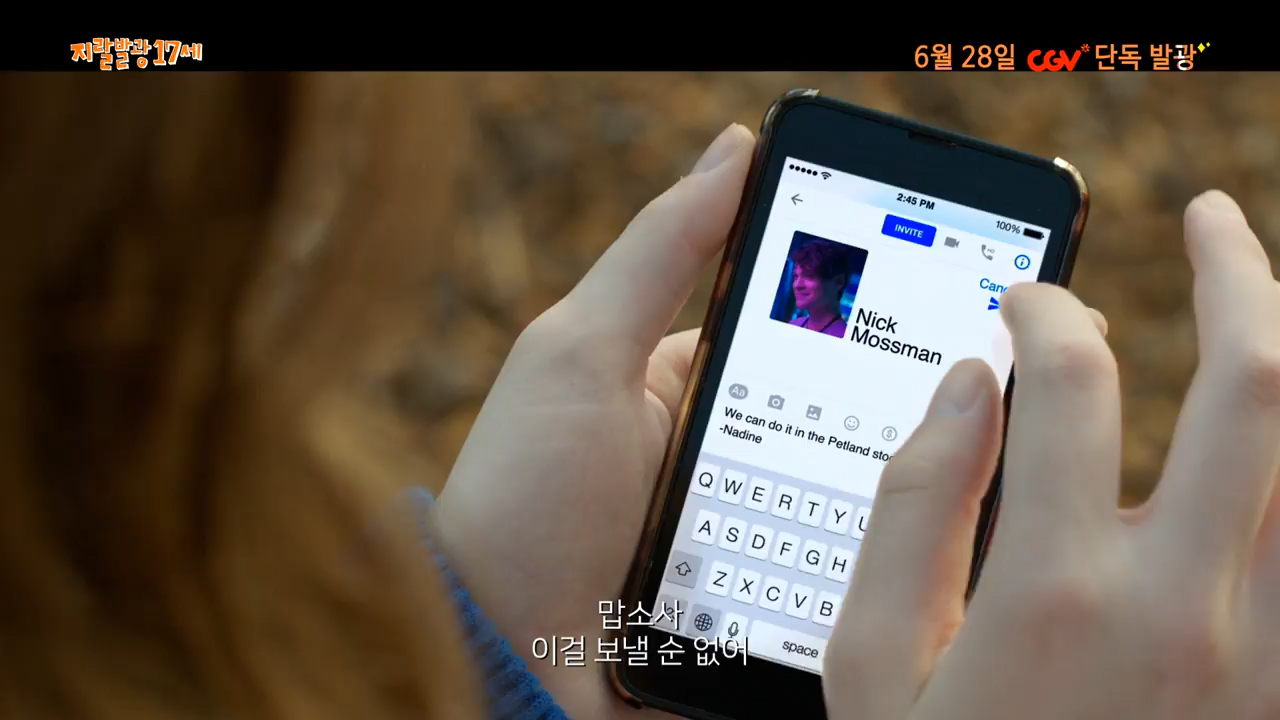 지랄발광 17세
6월 28일 CGV 단독 발광
2:45 PM
100%
INVITE
Nick
Mossman
Aa
We can do it in the Petland
-Nadine
Q W E R T Y
A S D F G H
Z X C V B
space
맙소사
이걸 보낼 순 없어